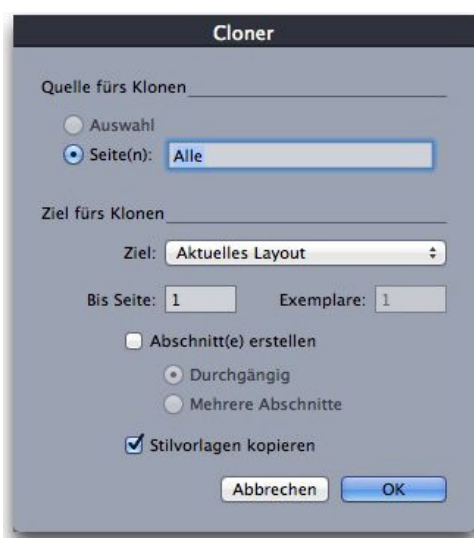 Cloner
Quelle fürs Klonen
Auswahl
Seite(n): Alle
Ziel fürs Klonen
Ziel: Aktuelles Layout
Bis Seite: 1 Exemplare: 1
Abschnitt(e) erstellen
Durchgängig
Mehrere Abschnitte
Stilvorlagen kopieren
Abbrechen OK